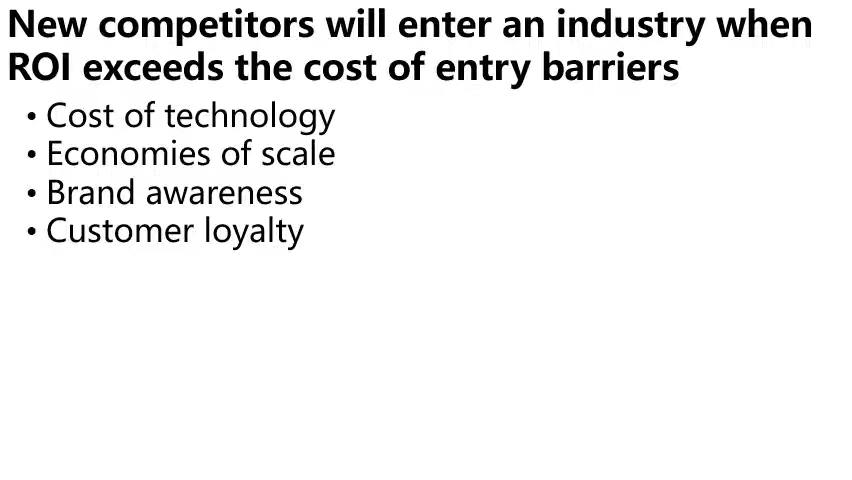 New competitors will enter an industry when
ROI exceeds the cost of entry barriers
• Cost of technology
• Economies of scale
• Brand awareness
• Customer loyalty